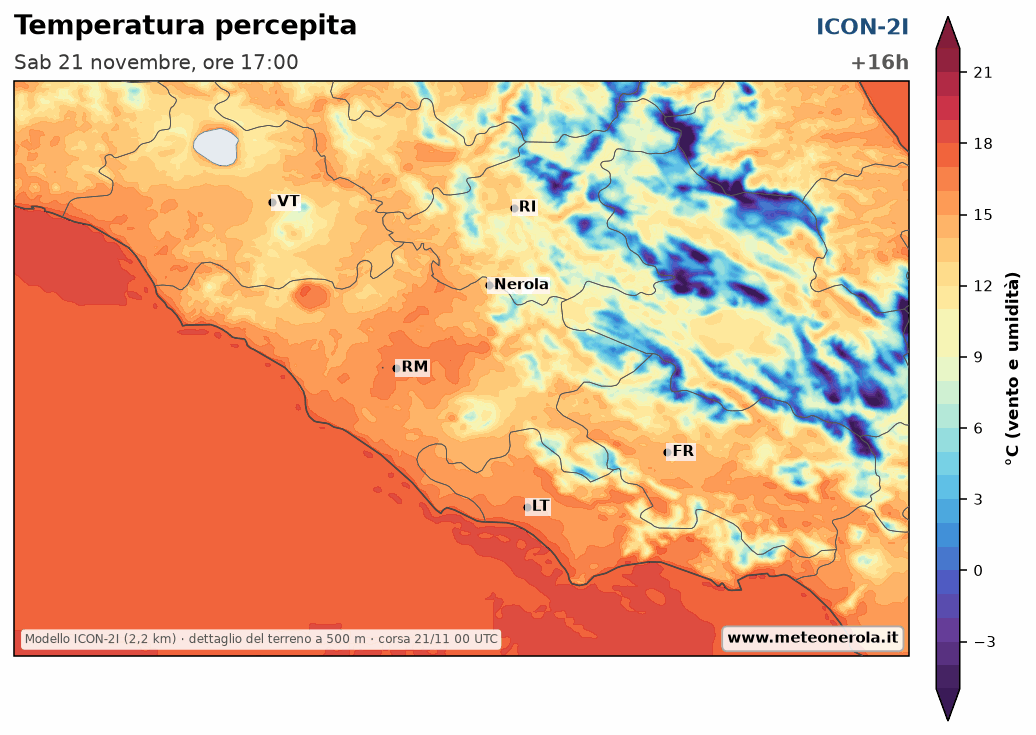 Temperatura percepita
ICON-2I
Sab 21 novembre, ore 17:00
+16h
VT
RI
Nerola
RM
FR
LT
21
18
15
12
9
6
3
0
−3
°C (vento e umidità)
Modello ICON-2I (2,2 km) · dettaglio del terreno a 500 m · corsa 21/11 00 UTC
www.meteonerola.it